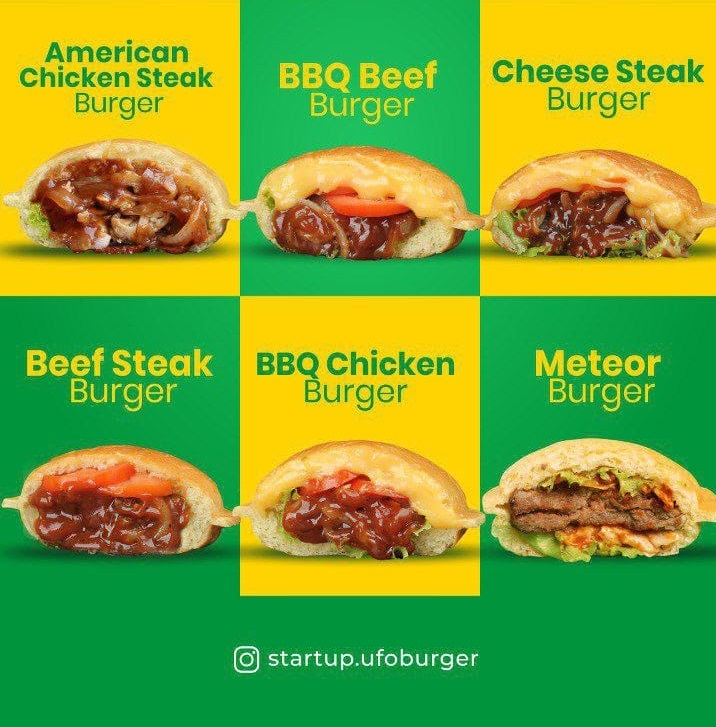 American
Chicken Steak
Burger
BBQ Beef
Burger
Cheese Steak
Burger
Beef Steak
Burger
BBQ Chicken
Burger
Meteor
Burger
startup.ufoburger